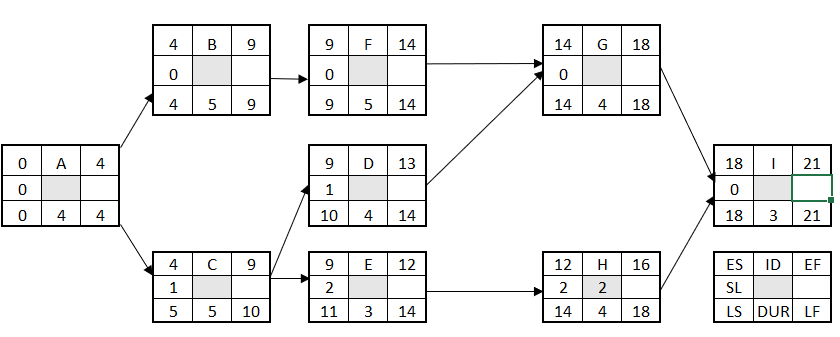 4 B 9
0
4 5 9
9 F 14
0
9 5 14
14 G 18
0
14 4 18
0 A 4
0
0 4 4
9 D 13
1
10 4 14
18 I 21
0
18 3 21
4 C 9
1
5 5 10
9 E 12
2
11 3 14
12 H 16
2 2
14 4 18
ES ID EF
SL
LS DUR LF